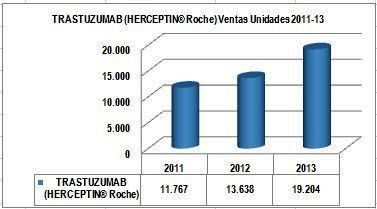 TRASTUZUMAB (HERCEPTIN® Roche) Ventas Unidades 2011-13
20.000
15.000
10.000
5.000
0
2011 2012 2013
TRASTUZUMAB (HERCEPTIN® Roche) 11.767 13.638 19.204